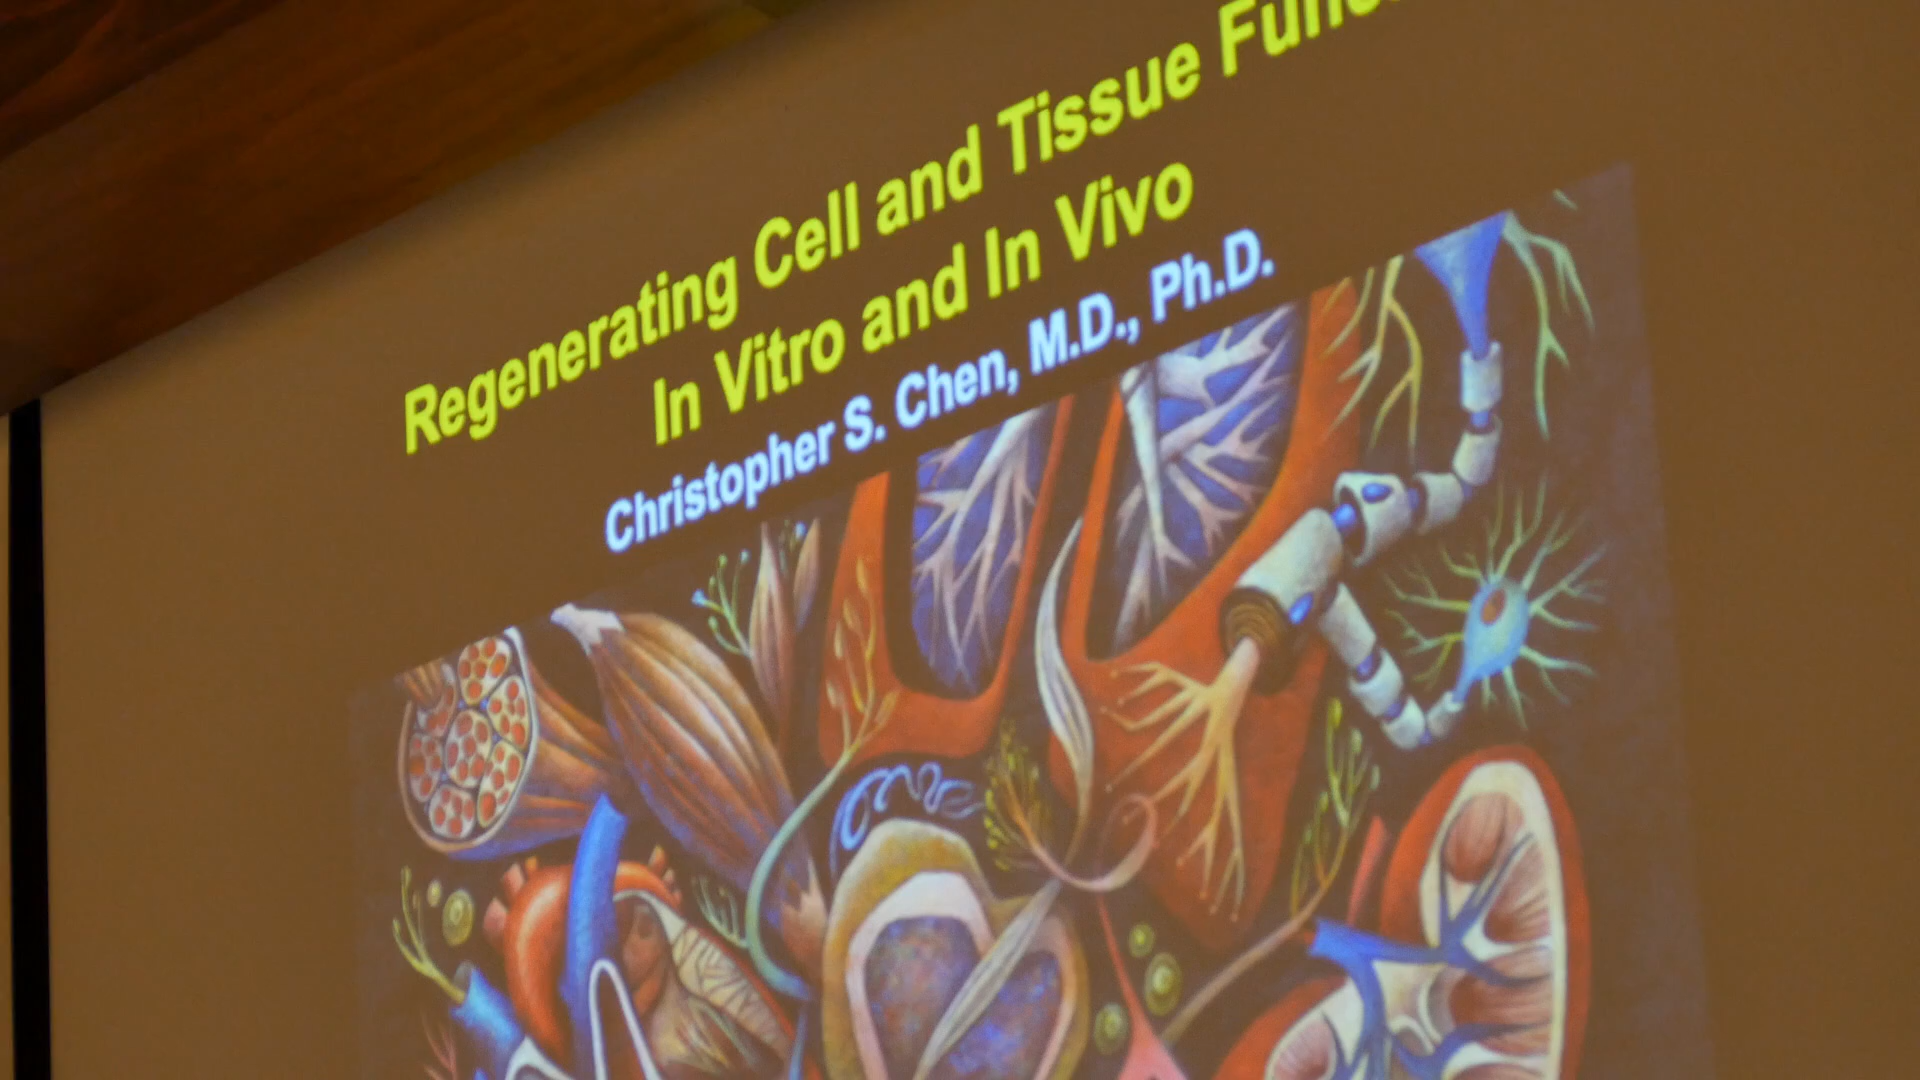 Regenerating Cell and Tissue
In Vitro and In Vivo
Christopher S. Chen, M.D., Ph.D.